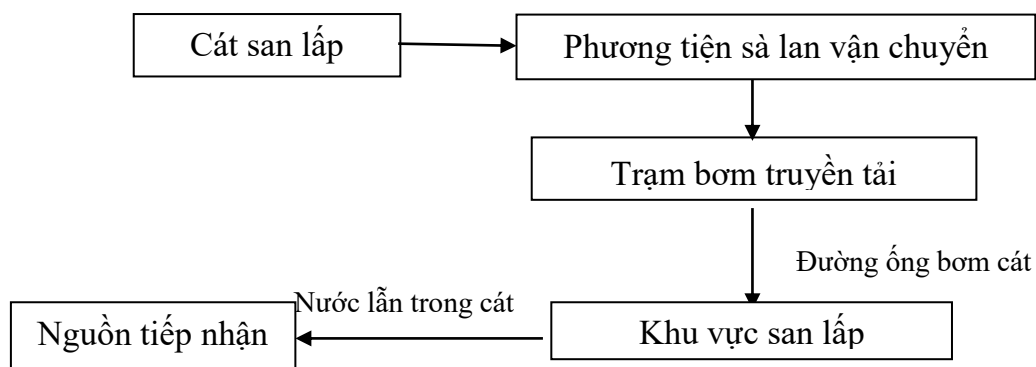 Cát san lấp
Phương tiện sà lan vận chuyển
Trạm bơm truyền tải
Đường ống bơm cát
Nước lẫn trong cát
Nguồn tiếp nhận
Khu vực san lấp